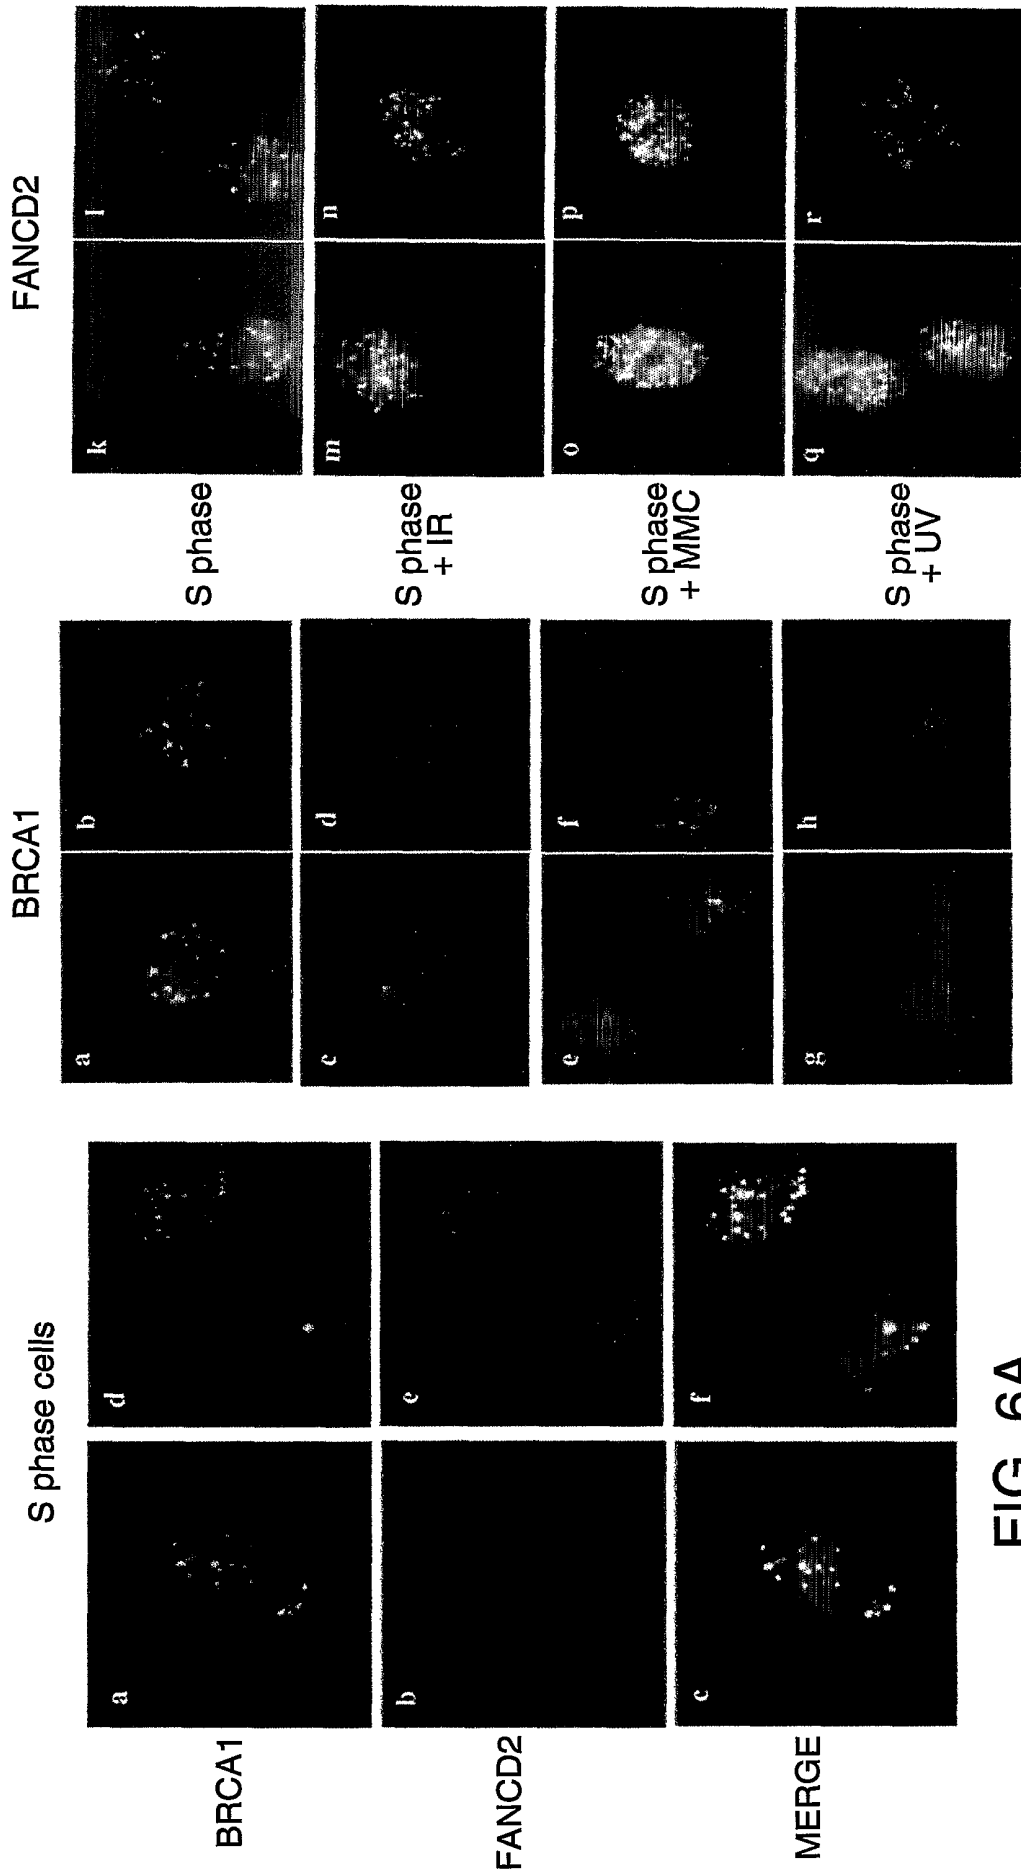 S phase cells
BRCA1
FANCD2
a
d
BRCA1
b
e
FANCD2
c
f
MERGE
a
b
k
l
S phase
c
d
m
n
S phase
+ IR
e
f
o
p
S phase
+ MMC
g
h
q
r
S phase
+ UV
FIG. 6A